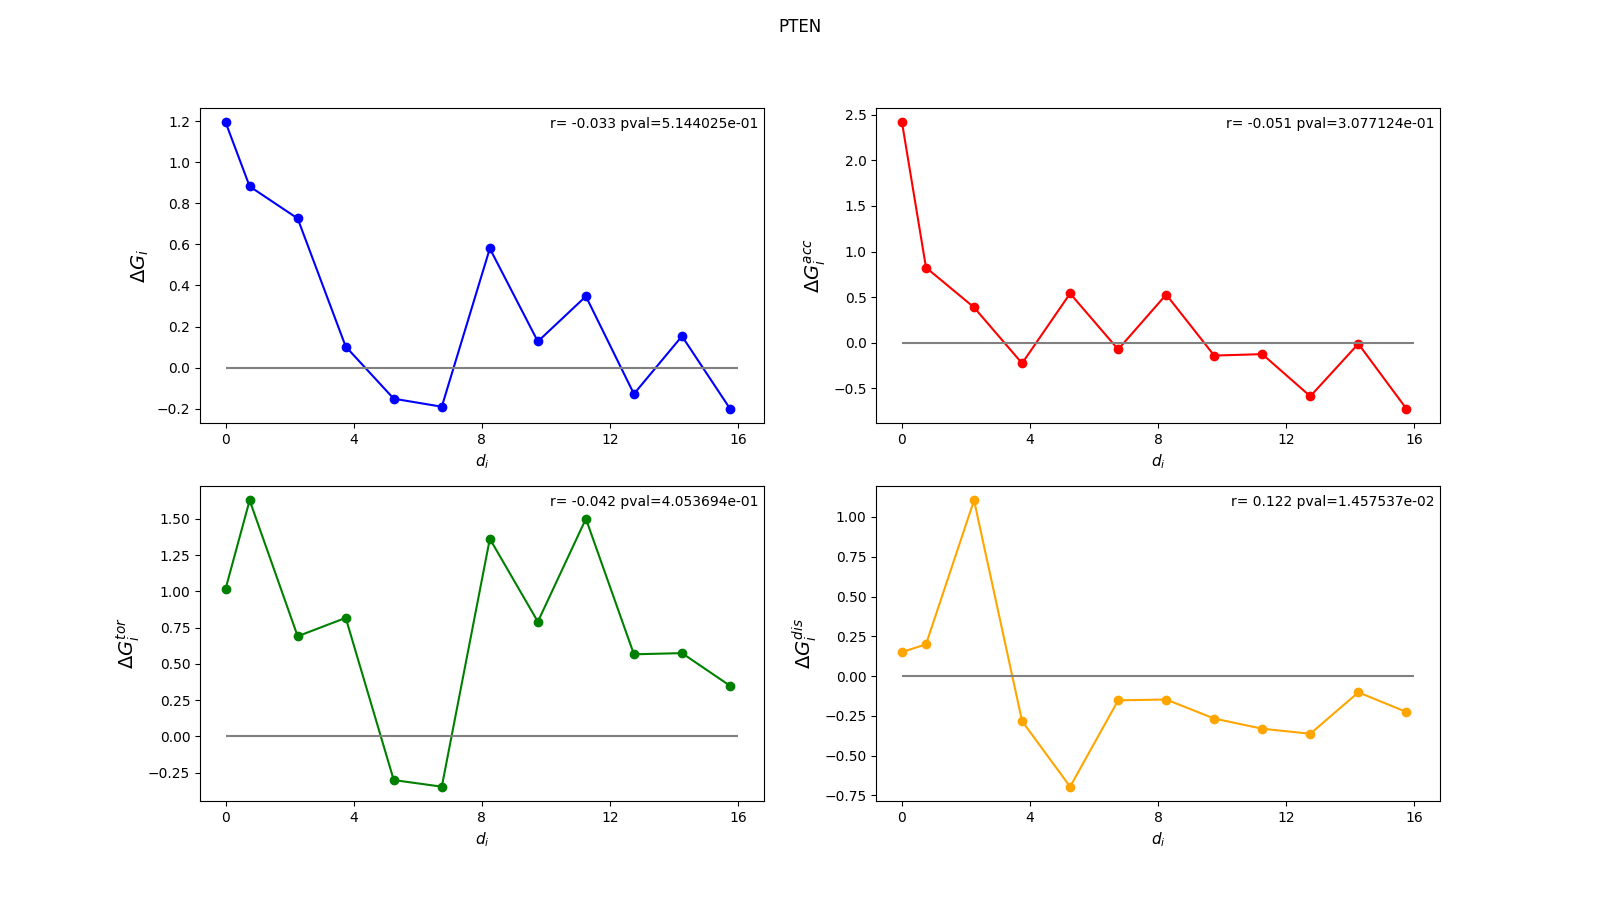 PTEN
r= -0.033 pval=5.144025e-01
1.2
1.0
0.8
0.6
0.4
0.2
0.0
−0.2
ΔG_i
0 4 8 12 16
d_i
r= -0.051 pval=3.077124e-01
2.5
2.0
1.5
1.0
0.5
0.0
−0.5
ΔG_i^acc
0 4 8 12 16
d_i
r= -0.042 pval=4.053694e-01
1.50
1.25
1.00
0.75
0.50
0.25
0.00
−0.25
ΔG_i^tor
0 4 8 12 16
d_i
r= 0.122 pval=1.457537e-02
1.00
0.75
0.50
0.25
0.00
−0.25
−0.50
−0.75
ΔG_i^dis
0 4 8 12 16
d_i